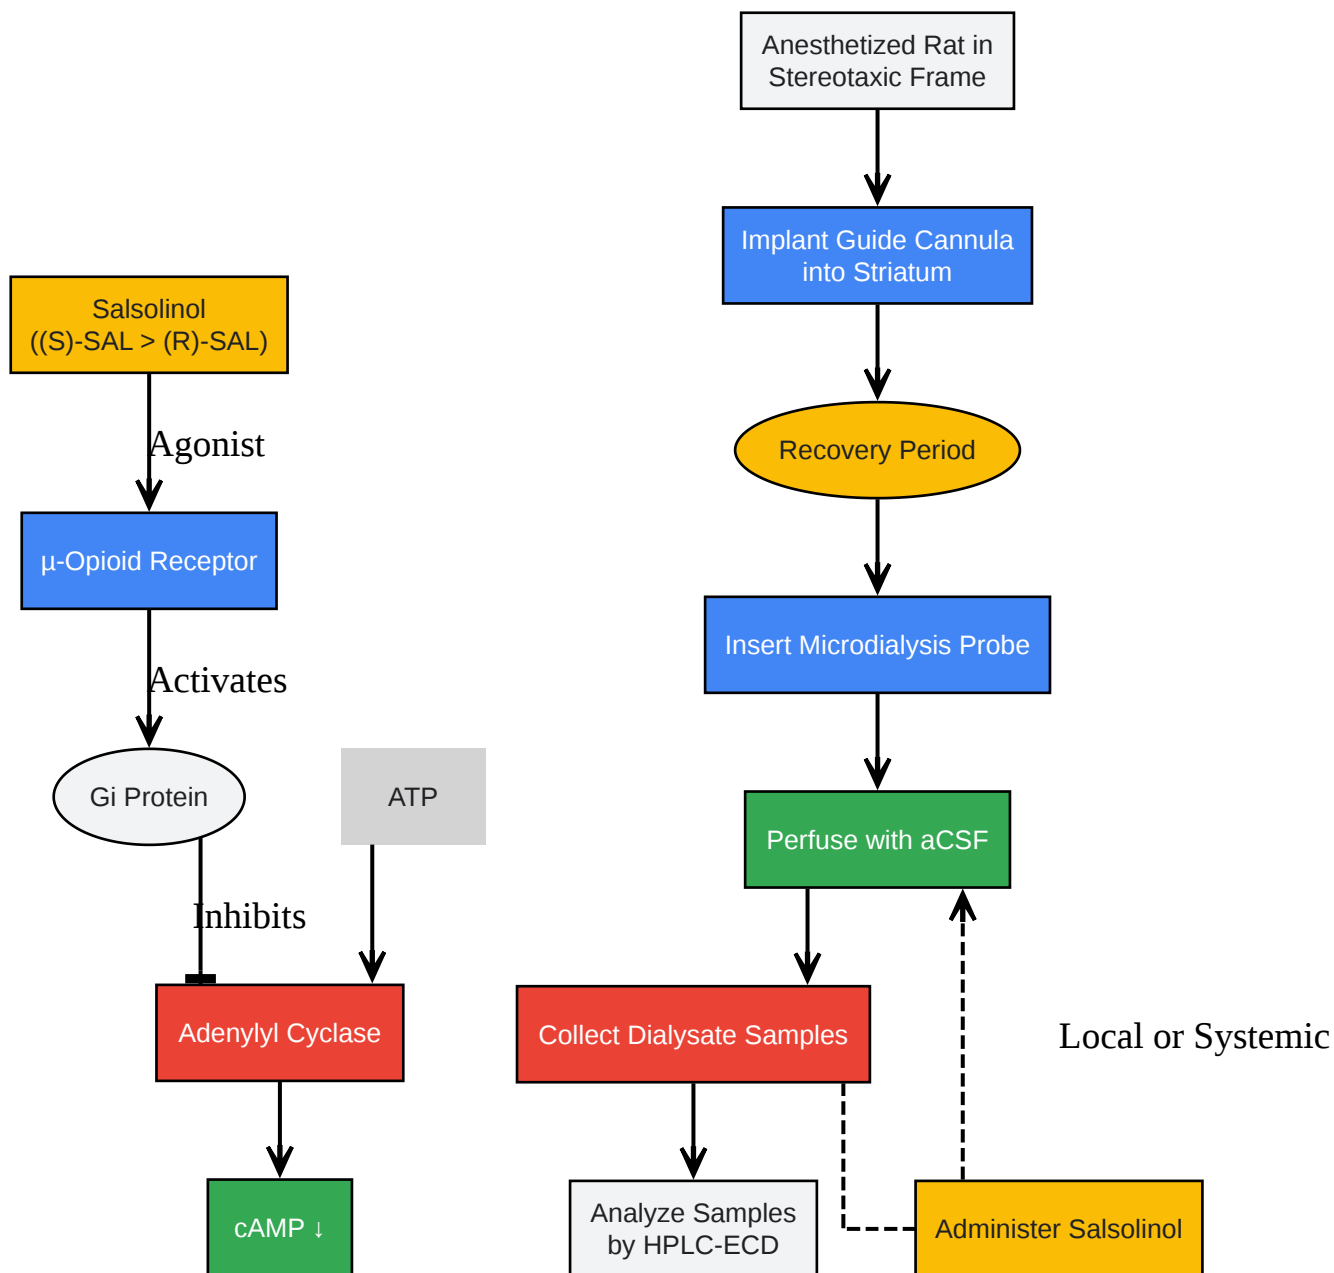 Salsolinol
((S)-SAL > (R)-SAL)
Agonist
µ-Opioid Receptor
Activates
Gi Protein
ATP
Inhibits
Adenylyl Cyclase
cAMP ↓
Anesthetized Rat in
Stereotaxic Frame
Implant Guide Cannula
into Striatum
Recovery Period
Insert Microdialysis Probe
Perfuse with aCSF
Collect Dialysate Samples
Local or Systemic
Analyze Samples
by HPLC-ECD
Administer Salsolinol